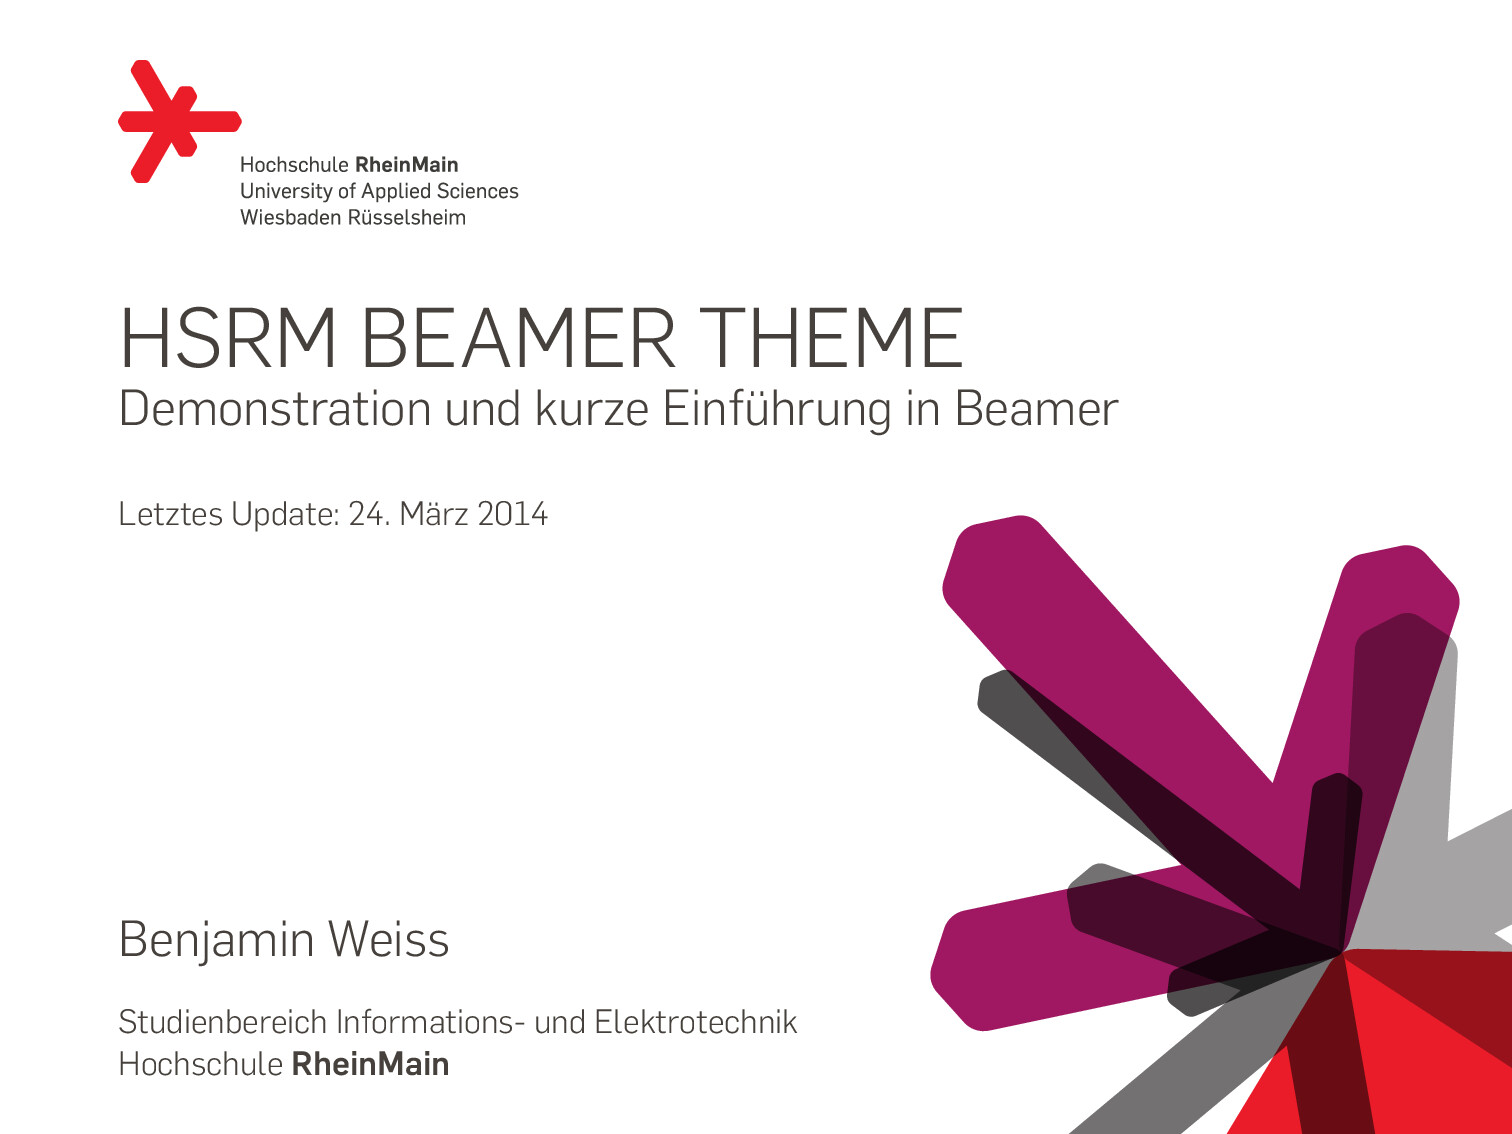 Hochschule RheinMain
University of Applied Sciences
Wiesbaden Rüsselsheim
HSRM BEAMER THEME
Demonstration und kurze Einführung in Beamer
Letztes Update: 24. März 2014
Benjamin Weiss
Studienbereich Informations- und Elektrotechnik
Hochschule RheinMain